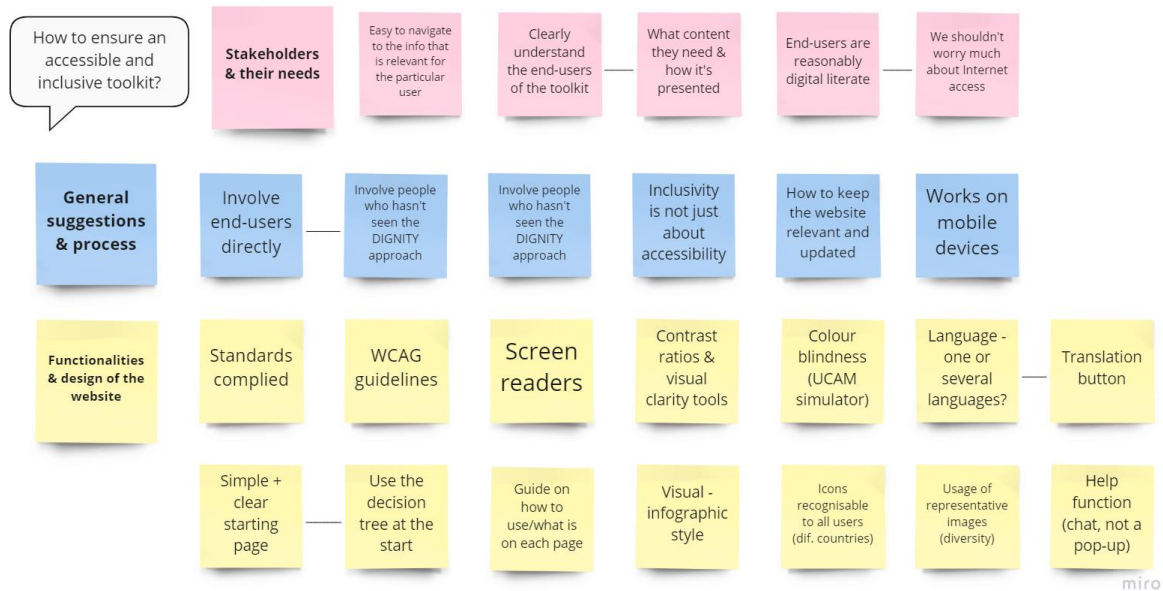 How to ensure an
accessible and
inclusive toolkit?
Stakeholders
& their needs
Easy to navigate
to the info that
is relevant for
the particular
user
Clearly
understand
the end-users
of the toolkit
What content
they need &
how it's
presented
End-users are
reasonably
digital literate
We shouldn't
worry much
about Internet
access
General
suggestions
& process
Involve
end-users
directly
Involve people
who hasn't
seen the
DIGNITY
approach
Involve people
who hasn't
seen the
DIGNITY
approach
Inclusivity
is not just
about
accessibility
How to keep
the website
relevant and
updated
Works on
mobile
devices
Functionalities
& design of the
website
Standards
complied
WCAG
guidelines
Screen
readers
Contrast
ratios &
visual
clarity tools
Colour
blindness
(UCAM
simulator)
Language -
one or
several
languages?
Translation
button
Simple +
clear
starting
page
Use the
decision
tree at the
start
Guide on
how to
use/what is
on each page
Visual -
infographic
style
Icons
recognisable
to all users
(dif. countries)
Usage of
representative
images
(diversity)
Help
function
(chat, not a
pop-up)
miro